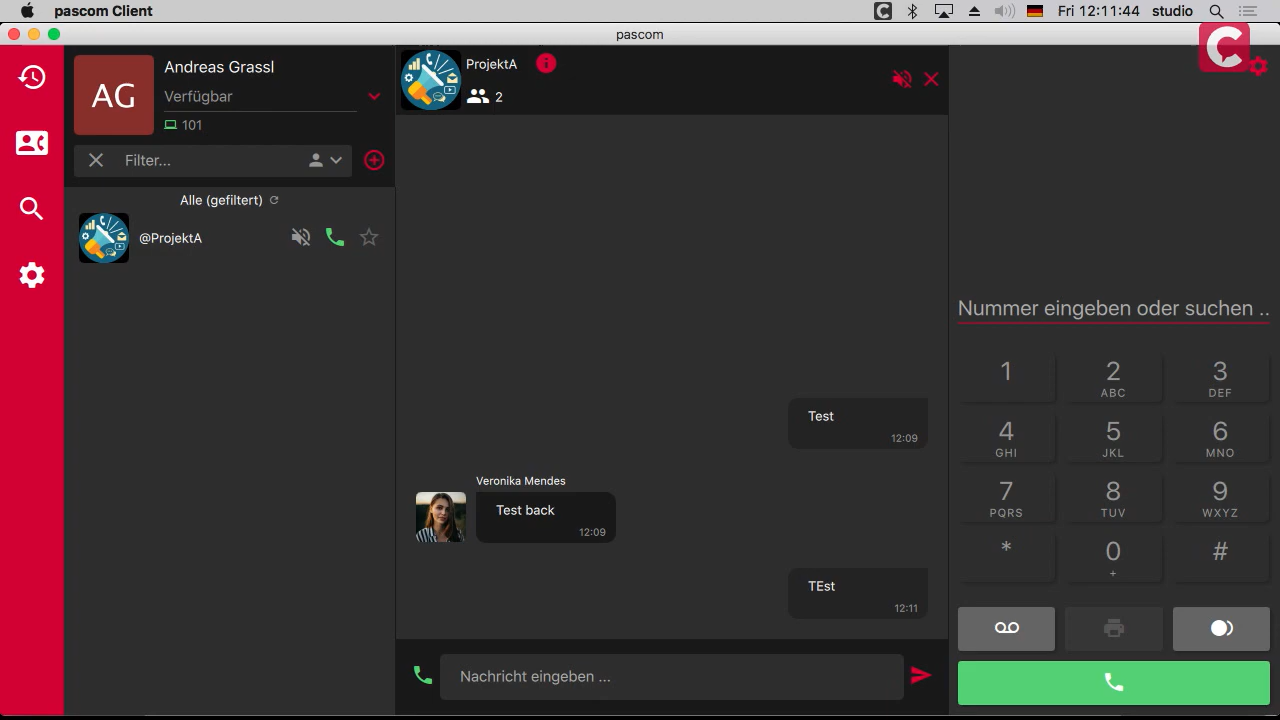 pascom Client
Fri 12:11:44 studio
pascom
AG
Andreas Grassl
Verfügbar
101
Filter...
Alle (gefiltert)
@ProjektA
ProjektA
2
Test
12:09
Veronika Mendes
Test back
12:09
TEst
12:11
Nachricht eingeben ...
Nummer eingeben oder suchen ..
1
2
3
ABC
DEF
4
5
6
GHI
JKL
MNO
7
8
9
PQRS
TUV
WXYZ
*
0
#
+